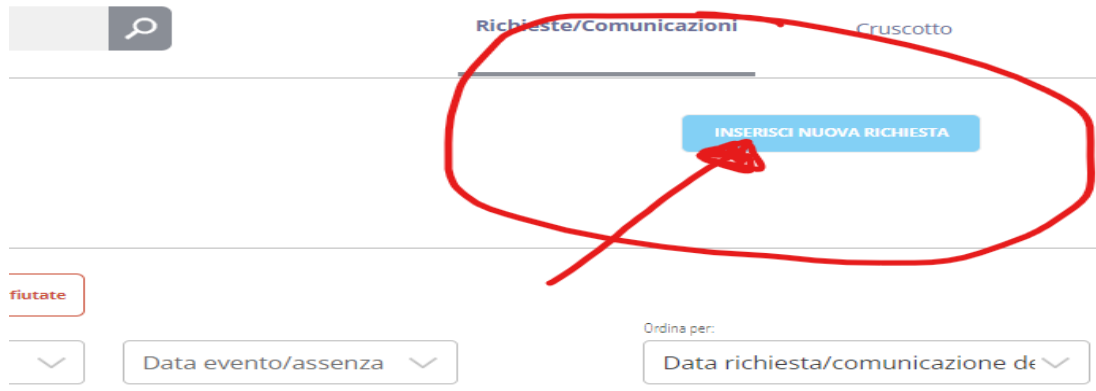 Richieste/Comunicazioni
Cruscotto
INSERISCI NUOVA RICHIESTA
fiutate
Ordina per:
Data evento/assenza
Data richiesta/comunicazione de